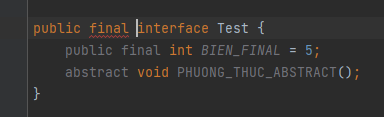 public final interface Test {
public final int BIEN_FINAL = 5;
abstract void PHUONG_THUC_ABSTRACT();
}